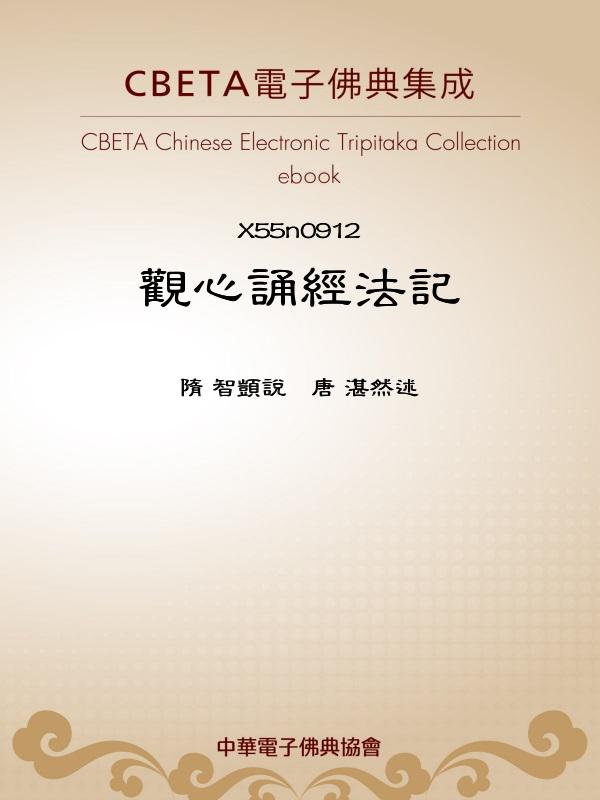 CBETA電子佛典集成
CBETA Chinese Electronic Tripitaka Collection
ebook
X55n0912
觀心誦經法記
隋 智顗說　唐 湛然述
中華電子佛典協會